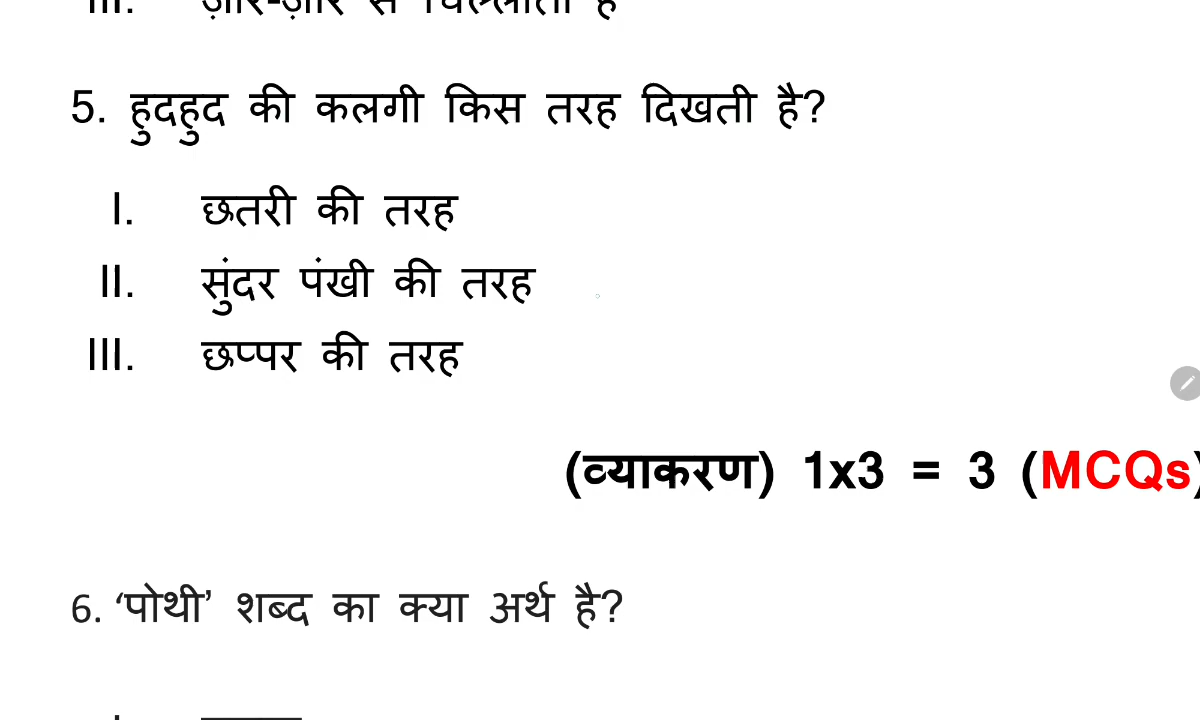 III. ज़ोर-ज़ोर से चिल्लाता है
5. हुदहुद की कलगी किस तरह दिखती है?
I. छतरी की तरह
II. सुंदर पंखी की तरह
III. छप्पर की तरह
(व्याकरण) 1x3 = 3 (MCQs)
6. ‘पोथी’ शब्द का क्या अर्थ है?